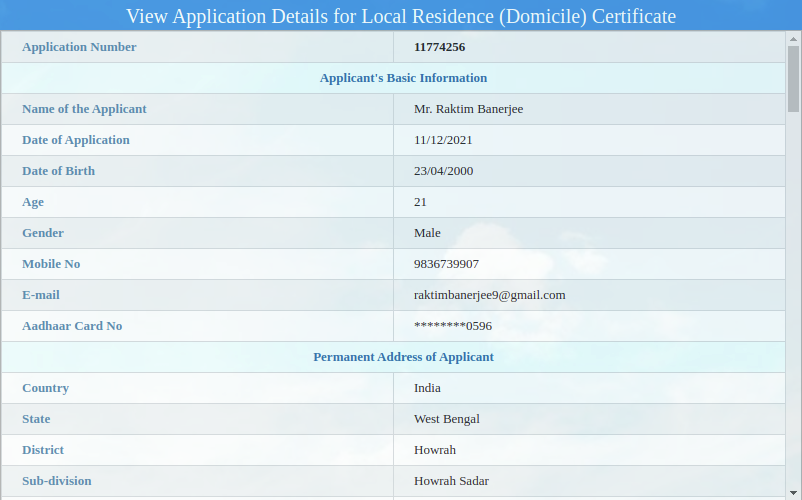 View Application Details for Local Residence (Domicile) Certificate
Application Number 11774256
Applicant's Basic Information
Name of the Applicant Mr. Raktim Banerjee
Date of Application 11/12/2021
Date of Birth 23/04/2000
Age 21
Gender Male
Mobile No 9836739907
E-mail raktimbanerjee9@gmail.com
Aadhaar Card No ********0596
Permanent Address of Applicant
Country India
State West Bengal
District Howrah
Sub-division Howrah Sadar